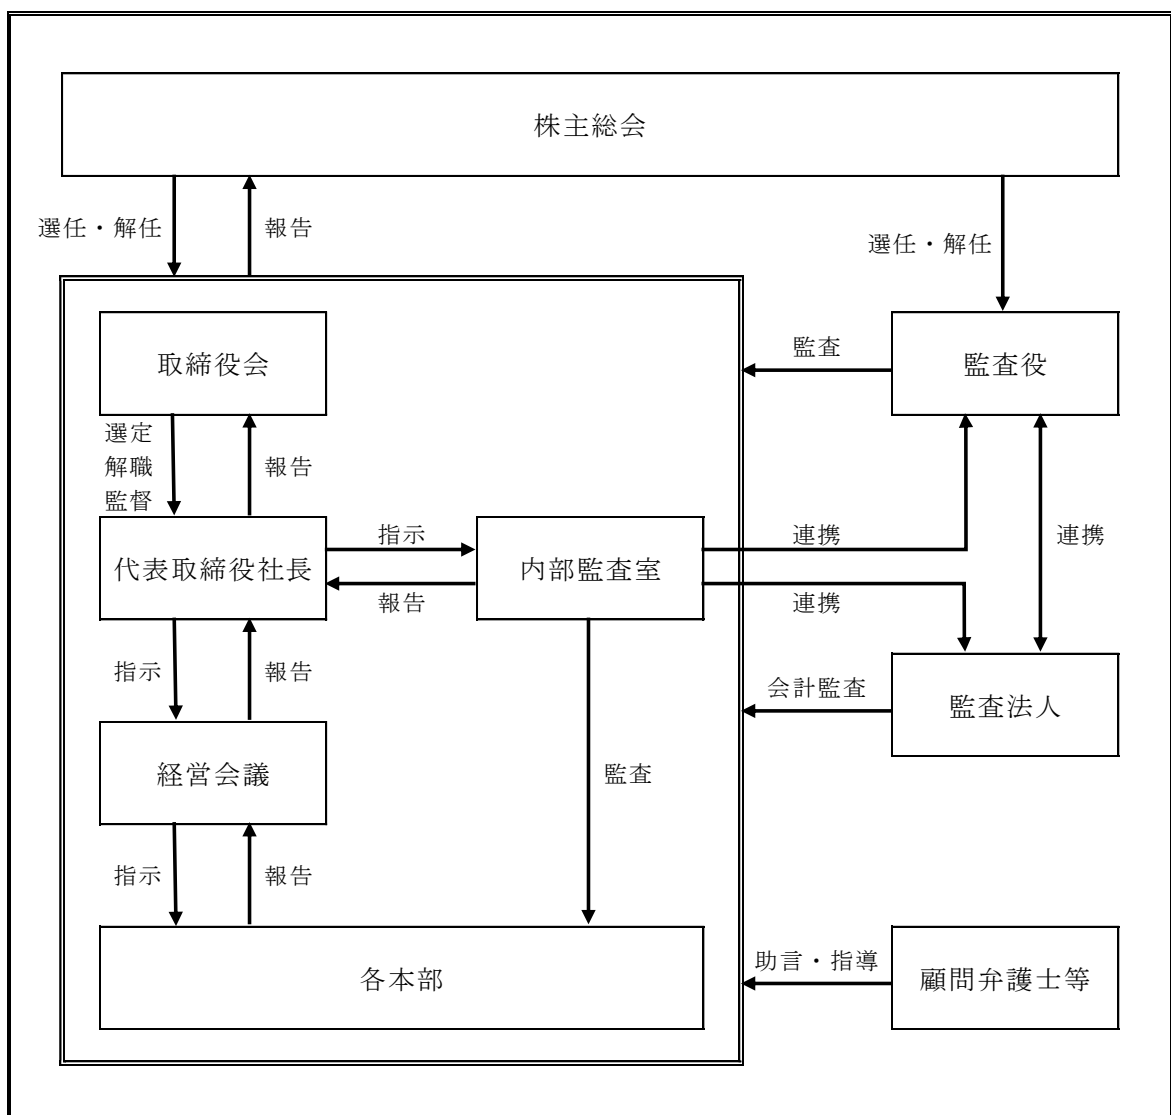 株主総会
選任・解任
報告
選任・解任
取締役会
監査
監査役
選定
解職
監督
報告
代表取締役社長
指示
報告
内部監査室
連携
連携
連携
指示
報告
会計監査
監査法人
経営会議
監査
指示
報告
各本部
助言・指導
顧問弁護士等